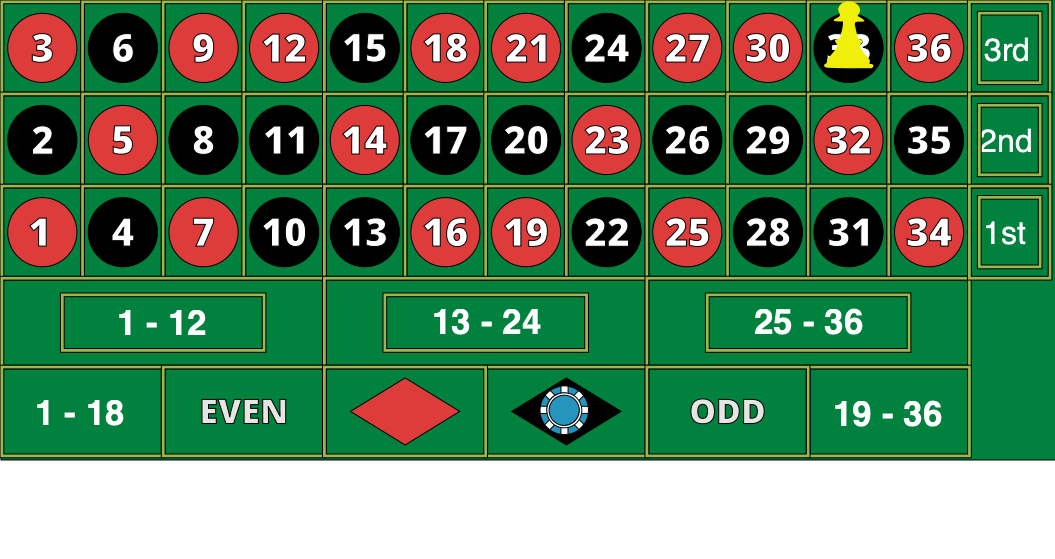 3 6 9 12 15 18 21 24 27 30 33 36 3rd
2 5 8 11 14 17 20 23 26 29 32 35 2nd
1 4 7 10 13 16 19 22 25 28 31 34 1st
1 - 12 13 - 24 25 - 36
1 - 18 EVEN ODD 19 - 36